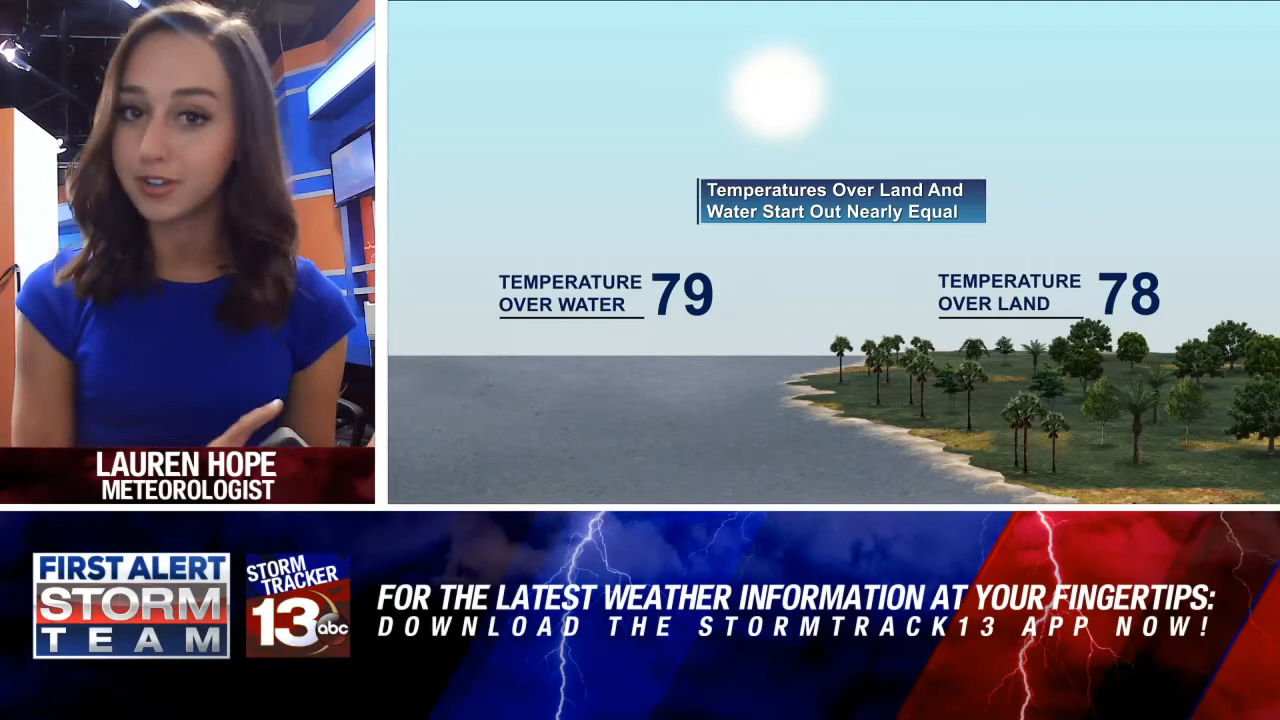 Temperatures Over Land And
Water Start Out Nearly Equal
TEMPERATURE
OVER WATER
79
TEMPERATURE
OVER LAND
78
LAUREN HOPE
METEOROLOGIST
FIRST ALERT
STORM
TEAM
STORM
TRACKER
13
abc
FOR THE LATEST WEATHER INFORMATION AT YOUR FINGERTIPS:
DOWNLOAD THE STORMTRACK13 APP NOW!